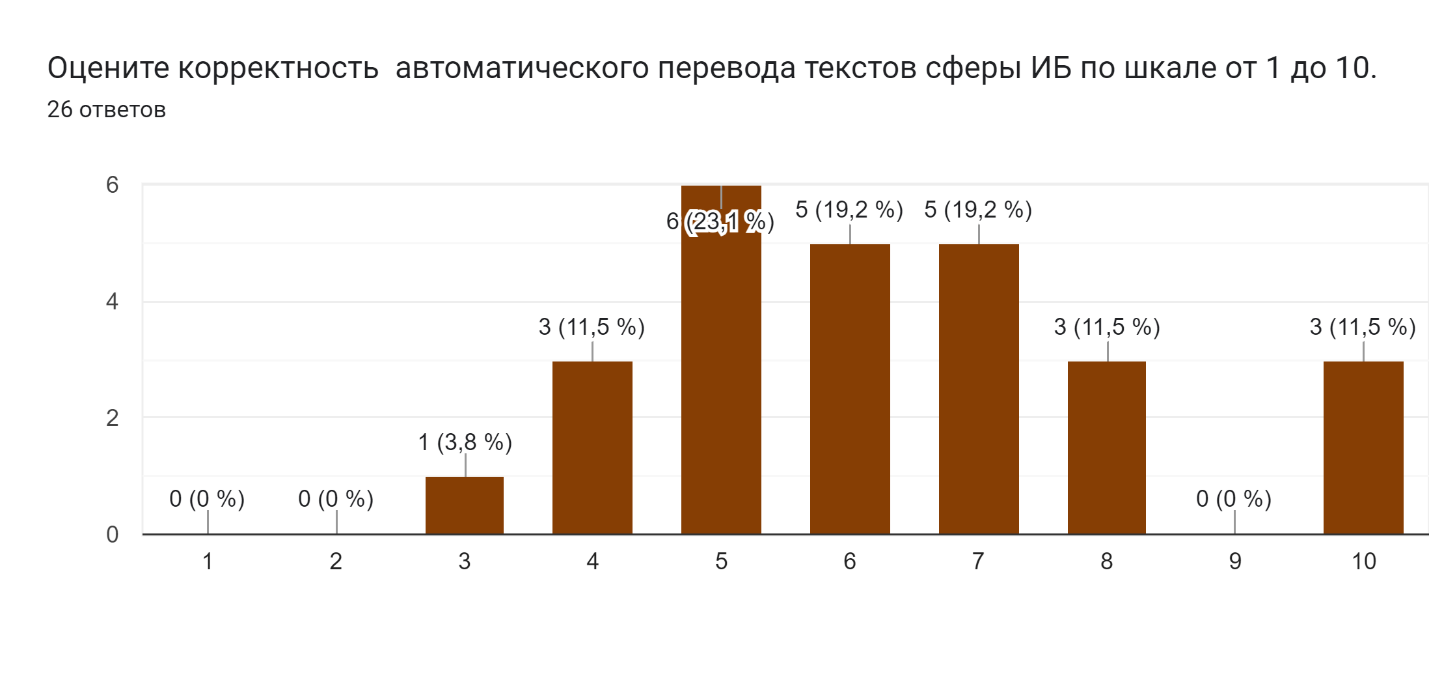 Оцените корректность  автоматического перевода текстов сферы ИБ по шкале от 1 до 10.
26 ответов
6
4
2
0
0 (0 %)
0 (0 %)
1 (3,8 %)
3 (11,5 %)
6 (23,1 %)
5 (19,2 %)
5 (19,2 %)
3 (11,5 %)
0 (0 %)
3 (11,5 %)
1 2 3 4 5 6 7 8 9 10